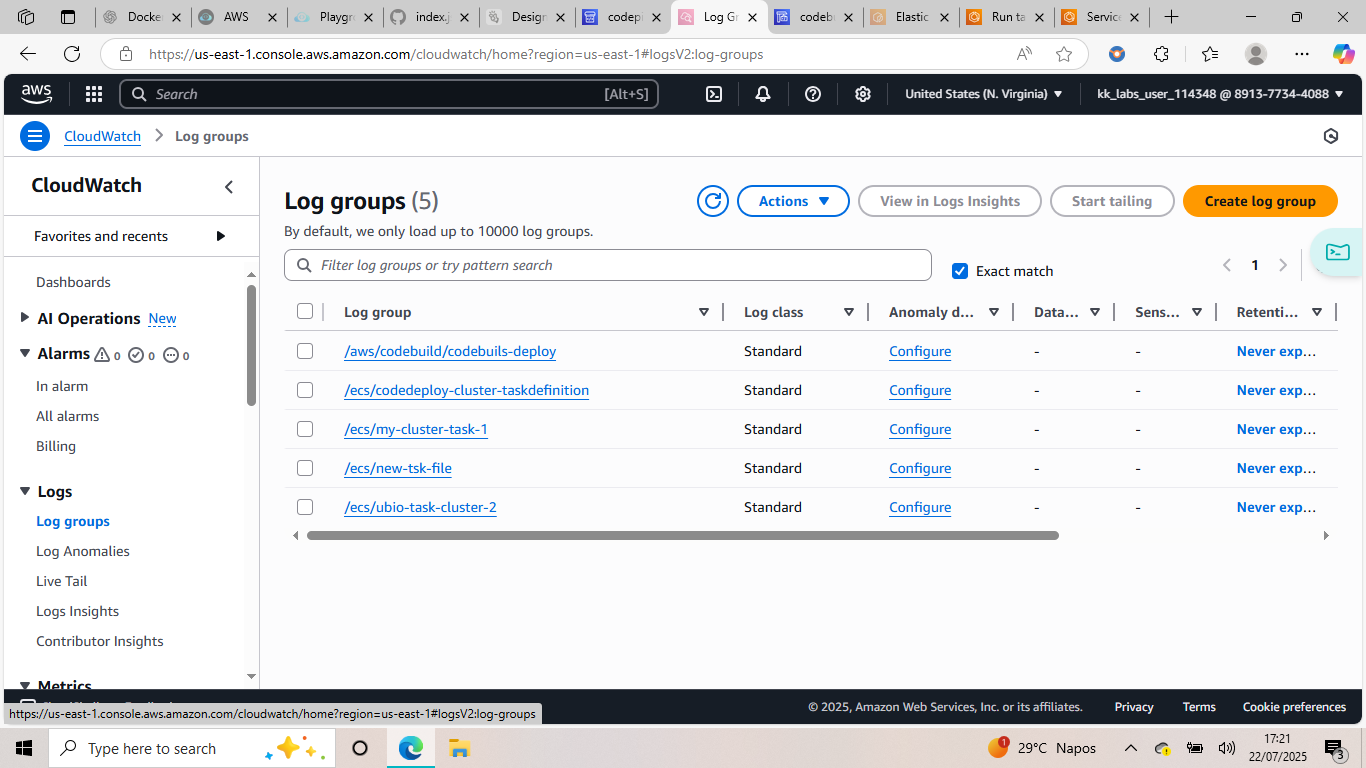 Docker
AWS
Playgr
index.j
Design
codepi
Log Gr
codebu
Elastic
Run ta
Service
https://us-east-1.console.aws.amazon.com/cloudwatch/home?region=us-east-1#logsV2:log-groups
aws
Search
[Alt+S]
United States (N. Virginia)
kk_labs_user_114348 @ 8913-7734-4088
CloudWatch
Log groups
CloudWatch
Favorites and recents
Dashboards
AI Operations New
Alarms 0 0 0
In alarm
All alarms
Billing
Logs
Log groups
Log Anomalies
Live Tail
Logs Insights
Contributor Insights
Metrics
Log groups (5)
Actions
View in Logs Insights
Start tailing
Create log group
By default, we only load up to 10000 log groups.
Filter log groups or try pattern search
Exact match
1
Log group Log class Anomaly d... Data... Sens... Retenti...
/aws/codebuild/codebuils-deploy Standard Configure - - Never exp...
/ecs/codedeploy-cluster-taskdefinition Standard Configure - - Never exp...
/ecs/my-cluster-task-1 Standard Configure - - Never exp...
/ecs/new-tsk-file Standard Configure - - Never exp...
/ecs/ubio-task-cluster-2 Standard Configure - - Never exp...
https://us-east-1.console.aws.amazon.com/cloudwatch/home?region=us-east-1#logsV2:log-groups
© 2025, Amazon Web Services, Inc. or its affiliates.
Privacy
Terms
Cookie preferences
Type here to search
1
29°C Napos
17:21
22/07/2025
3